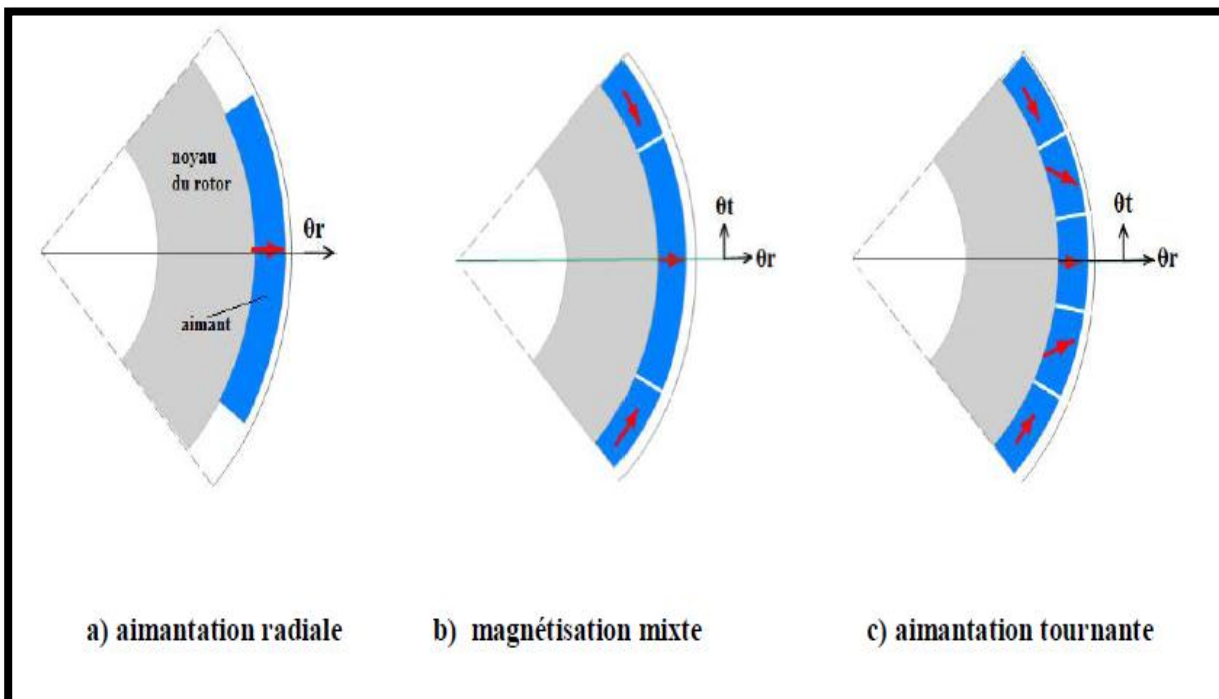 noyau
du rotor
aimant
θr
θt
θr
θt
θr
a) aimantation radiale
b) magnétisation mixte
c) aimantation tournante